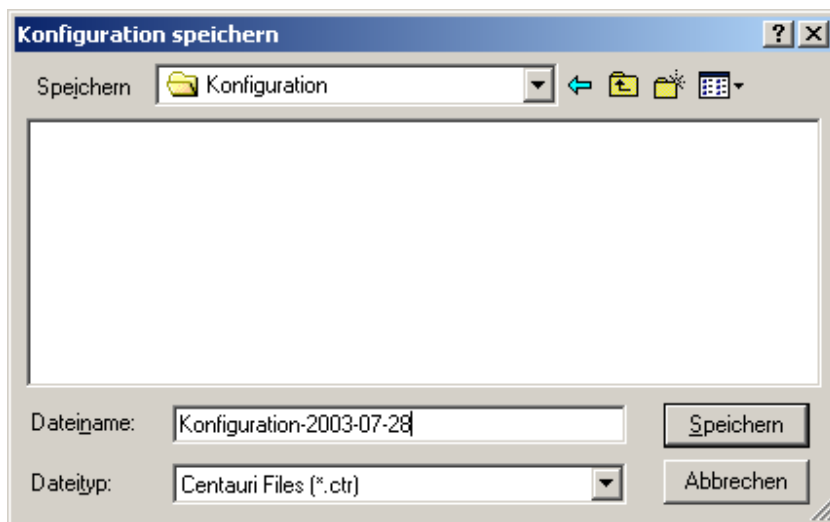 Konfiguration speichern
Speichern Konfiguration
Dateiname: Konfiguration-2003-07-28 Speichern
Dateityp: Centauri Files (*.ctr) Abbrechen